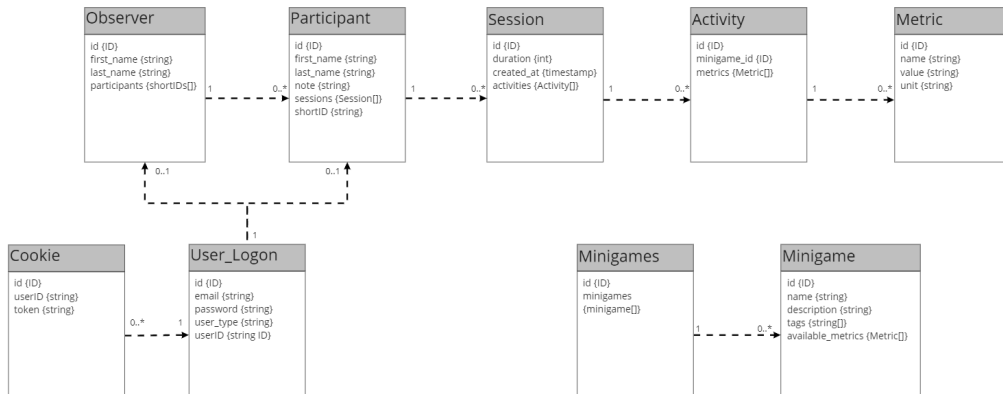 Observer
id {ID}
first_name {string}
last_name {string}
participants {shortIDs[]}
1
0..*
Participant
id {ID}
first_name {string}
last_name {string}
note {string}
sessions {Session[]}
shortID {string}
1
0..*
Session
id {ID}
duration {int}
created_at {timestamp}
activities {Activity[]}
1
0..*
Activity
id {ID}
minigame_id {ID}
metrics {Metric[]}
1
0..*
Metric
id {ID}
name {string}
value {string}
unit {string}
0..1
0..1
1
Cookie
id {ID}
userID {string}
token {string}
0..*
1
User_Logon
id {ID}
email {string}
password {string}
user_type {string}
userID {string ID}
Minigames
id {ID}
minigames
{minigame[]}
1
0..*
Minigame
id {ID}
name {string}
description {string}
tags {string[]}
available_metrics {Metric[]}